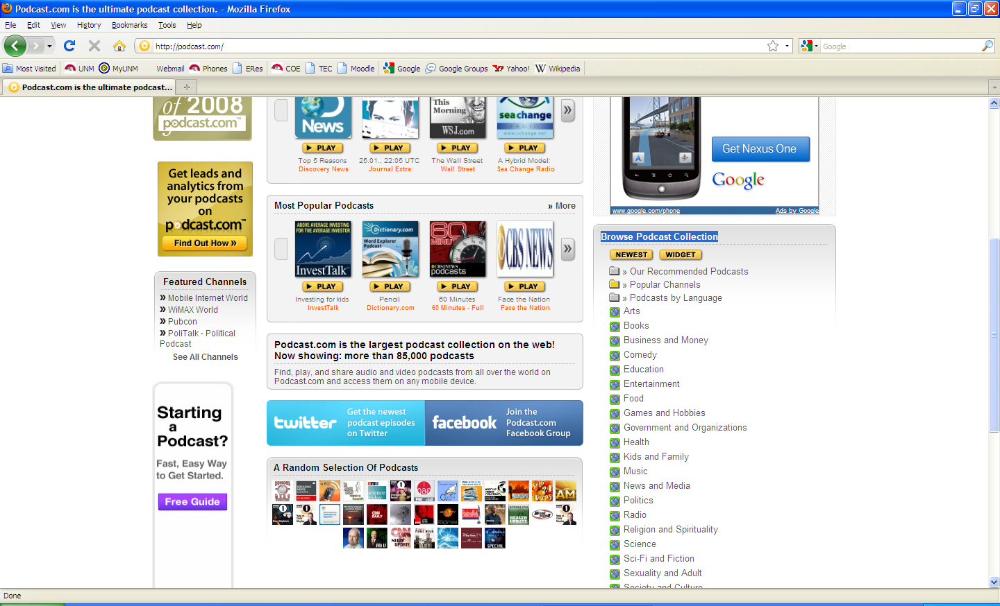 Podcast.com is the ultimate podcast collection. - Mozilla Firefox
File Edit View History Bookmarks Tools Help
http://podcast.com/
Google
Most Visited UNM MyUNM Webmail Phones ERes COE TEC Moodle Google Google Groups Yahoo! Wikipedia
Podcast.com is the ultimate podcast...
of 2008
podcast.com™
Get leads and
analytics from
your podcasts
on
podcast.com™
Find Out How »
Featured Channels
» Mobile Internet World
» WiMAX World
» Pubcon
» PoliTalk - Political
Podcast
See All Channels
Starting
a
Podcast?
Fast, Easy Way
to Get Started.
Free Guide
News
This
Morning
WSJ.com
sea change
RADIO
www.cchange.net
»
PLAY PLAY PLAY PLAY
Top 5 Reasons 25.01., 22:05 UTC The Wall Street A Hybrid Model:
Discovery News Journal Extra: Wall Street Sea Change Radio
Most Popular Podcasts » More
ABOVE AVERAGE INVESTING
FOR THE AVERAGE INVESTOR
InvestTalk
Dictionary.com
Word Explorer
Podcast
60 MINUTES
CBS NEWS
podcasts
CBS NEWS
»
PLAY PLAY PLAY PLAY
Investing for kids Pencil 60 Minutes Face the Nation
InvestTalk Dictionary.com 60 Minutes - Full Face the Nation
Podcast.com is the largest podcast collection on the web!
Now showing: more than 85,000 podcasts
Find, play, and share audio and video podcasts from all over the world on
Podcast.com and access them on any mobile device.
twitter
Get the newest
podcast episodes
on Twitter
facebook
Join the
Podcast.com
Facebook Group
A Random Selection Of Podcasts
Get Nexus One
Google
www.google.com/phone Ads by Google
Browse Podcast Collection
NEWEST WIDGET
» Our Recommended Podcasts
» Popular Channels
» Podcasts by Language
Arts
Books
Business and Money
Comedy
Education
Entertainment
Food
Games and Hobbies
Government and Organizations
Health
Kids and Family
Music
News and Media
Politics
Radio
Religion and Spirituality
Science
Sci-Fi and Fiction
Sexuality and Adult
Society and Culture
Done